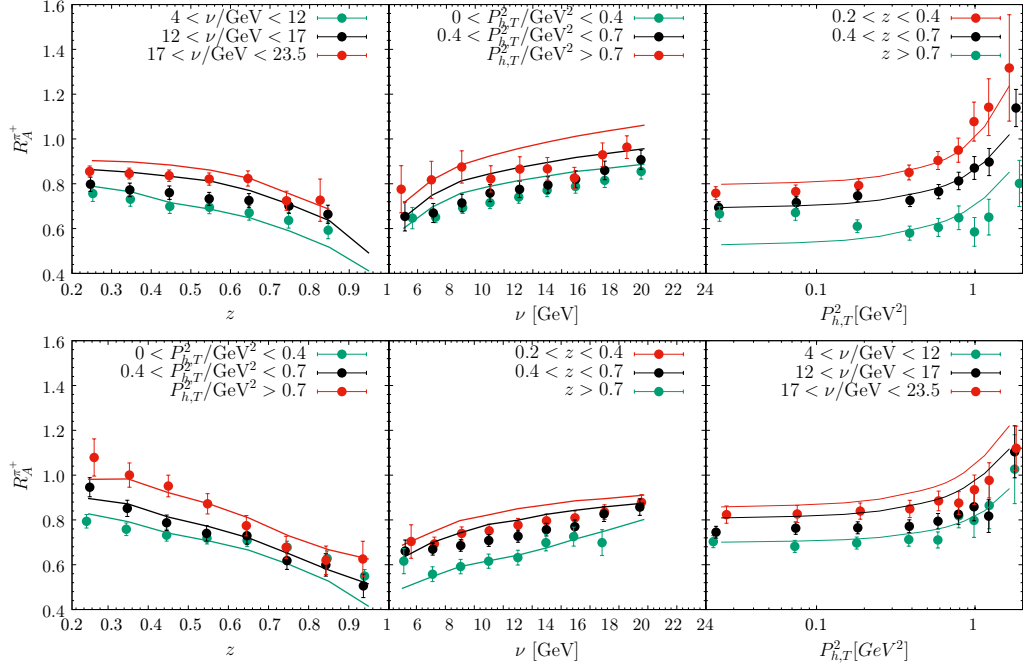 4 < ν/GeV < 12
12 < ν/GeV < 17
17 < ν/GeV < 23.5
0 < P²_{h,T}/GeV² < 0.4
0.4 < P²_{h,T}/GeV² < 0.7
P²_{h,T}/GeV² > 0.7
0.2 < z < 0.4
0.4 < z < 0.7
z > 0.7
1.6
1.4
1.2
1.0
0.8
0.6
0.4
R_A^{π+}
0.2 0.3 0.4 0.5 0.6 0.7 0.8 0.9 1
z
6 8 10 12 14 16 18 20 22 24
ν [GeV]
0.1 1
P²_{h,T}[GeV²]
0 < P²_{h,T}/GeV² < 0.4
0.4 < P²_{h,T}/GeV² < 0.7
P²_{h,T}/GeV² > 0.7
0.2 < z < 0.4
0.4 < z < 0.7
z > 0.7
4 < ν/GeV < 12
12 < ν/GeV < 17
17 < ν/GeV < 23.5
1.6
1.4
1.2
1.0
0.8
0.6
0.4
R_A^{π+}
0.2 0.3 0.4 0.5 0.6 0.7 0.8 0.9 1
z
6 8 10 12 14 16 18 20 22 24
ν [GeV]
0.1 1
P²_{h,T}[GeV²]